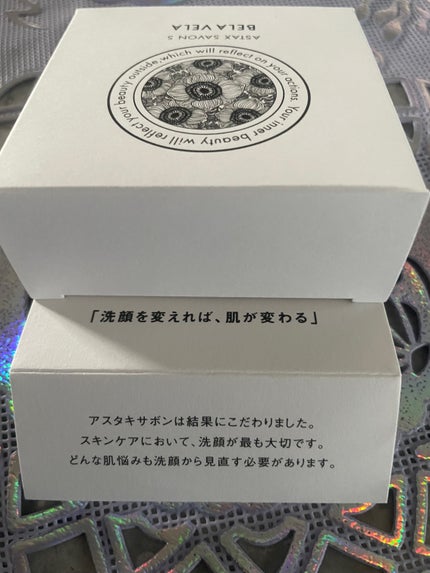 BELA VELA
ASTAX SAVON S
Your inner beauty will reflect your beauty outside, which will reflect on your actions.
「洗顔を変えれば、肌が変わる」
アスタキサボンは結果にこだわりました。
スキンケアにおいて、洗顔が最も大切です。
どんな肌悩みも洗顔から見直す必要があります。